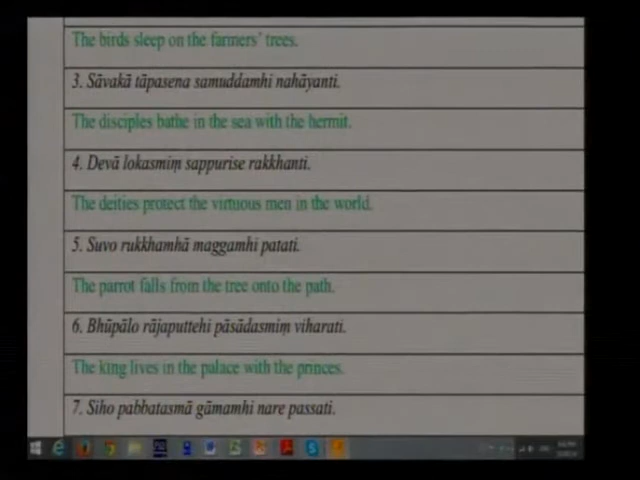 The birds sleep on the farmers' trees.
3. Sāvakā tāpasena samuddamhi nahāyanti.
The disciples bathe in the sea with the hermit.
4. Devā lokasmiṃ sappurise rakkhanti.
The deities protect the virtuous men in the world.
5. Suvo rukkhamhā maggamhi patati.
The parrot falls from the tree onto the path.
6. Bhūpālo rājaputtehi pāsādasmiṃ viharati.
The king lives in the palace with the princes.
7. Siho pabbatasmā gāmamhi nare passati.